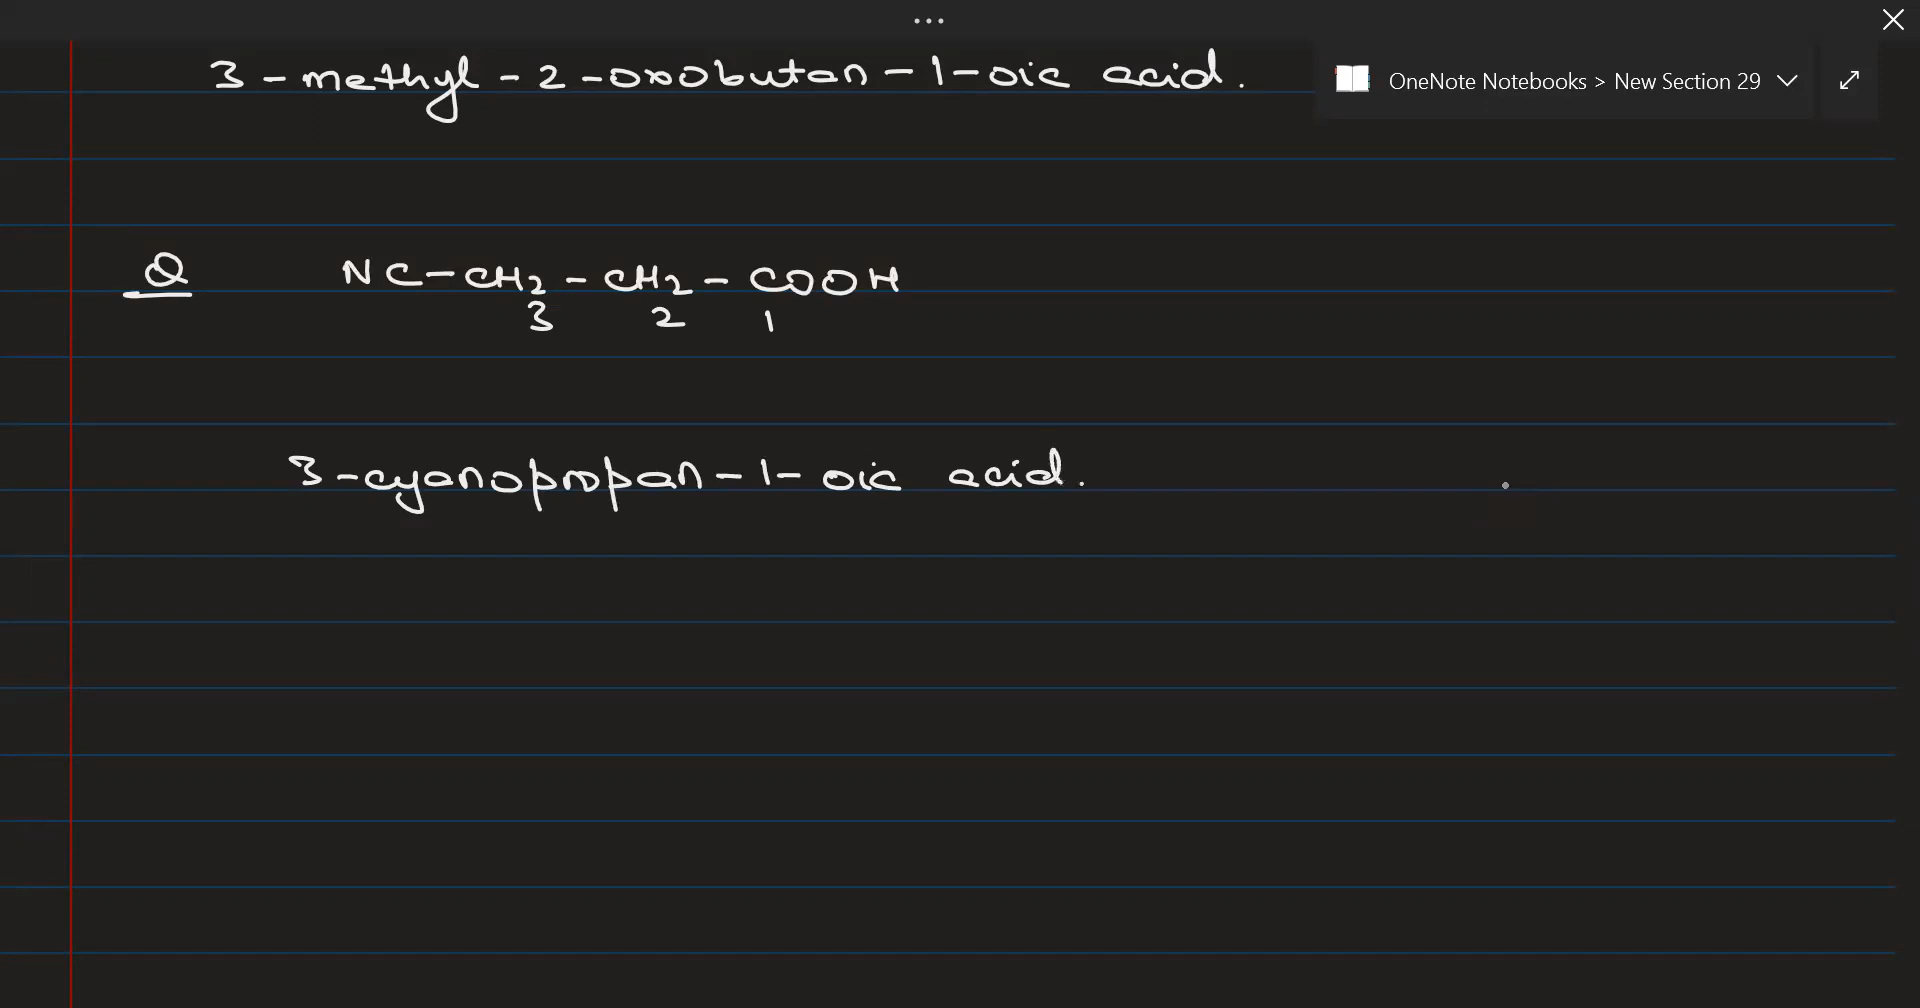 ...
3-methyl-2-oxobutan-1-oic acid.
OneNote Notebooks > New Section 29
Q NC-CH2-CH2-COOH
3 2 1
3-cyanopropan-1-oic acid.